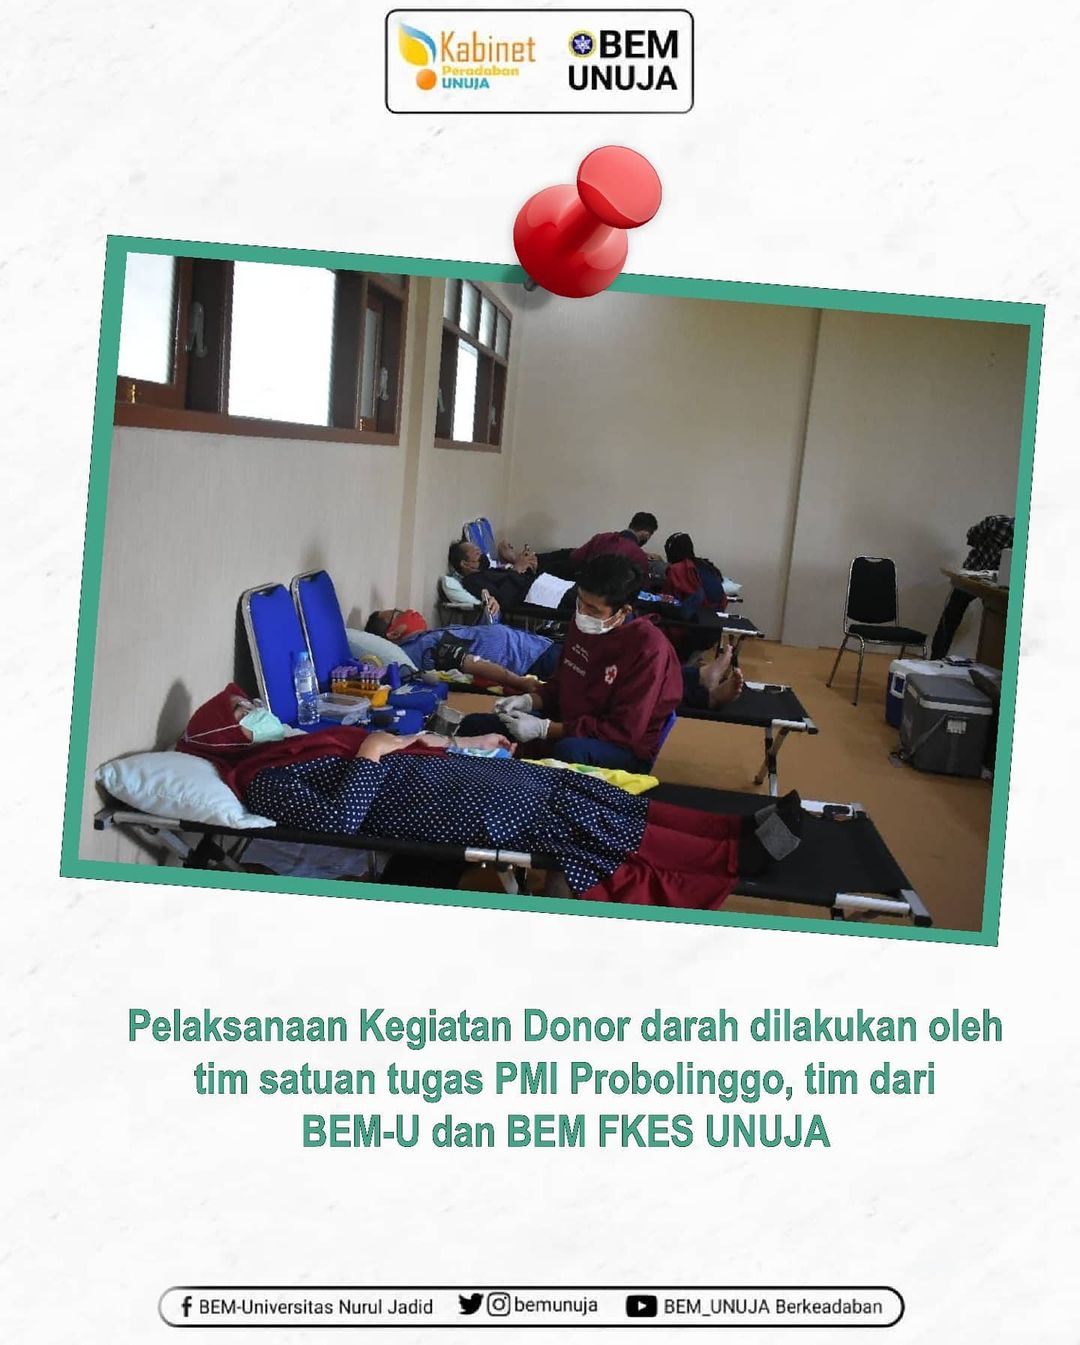 Kabinet
Peradaban
UNUJA
BEM
UNUJA
Pelaksanaan Kegiatan Donor darah dilakukan oleh
tim satuan tugas PMI Probolinggo, tim dari
BEM-U dan BEM FKES UNUJA
BEM-Universitas Nurul Jadid bemunuja BEM_UNUJA Berkeadaban